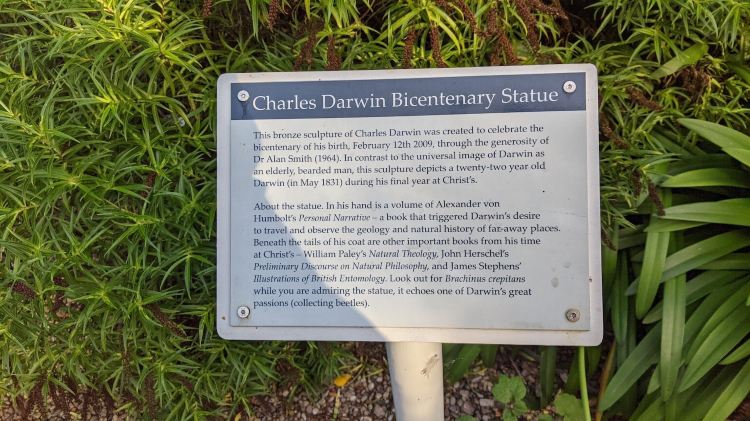 Charles Darwin Bicentenary Statue
This bronze sculpture of Charles Darwin was created to celebrate the
bicentenary of his birth, February 12th 2009, through the generosity of
Dr Alan Smith (1964). In contrast to the universal image of Darwin as
an elderly, bearded man, this sculpture depicts a twenty-two year old
Darwin (in May 1831) during his final year at Christ's.
About the statue. In his hand is a volume of Alexander von
Humbolt's Personal Narrative – a book that triggered Darwin's desire
to travel and observe the geology and natural history of far-away places.
Beneath the tails of his coat are other important books from his time
at Christ's – William Paley's Natural Theology, John Herschel's
Preliminary Discourse on Natural Philosophy, and James Stephens'
Illustrations of British Entomology. Look out for Brachinus crepitans
while you are admiring the statue, it echoes one of Darwin's great
passions (collecting beetles).